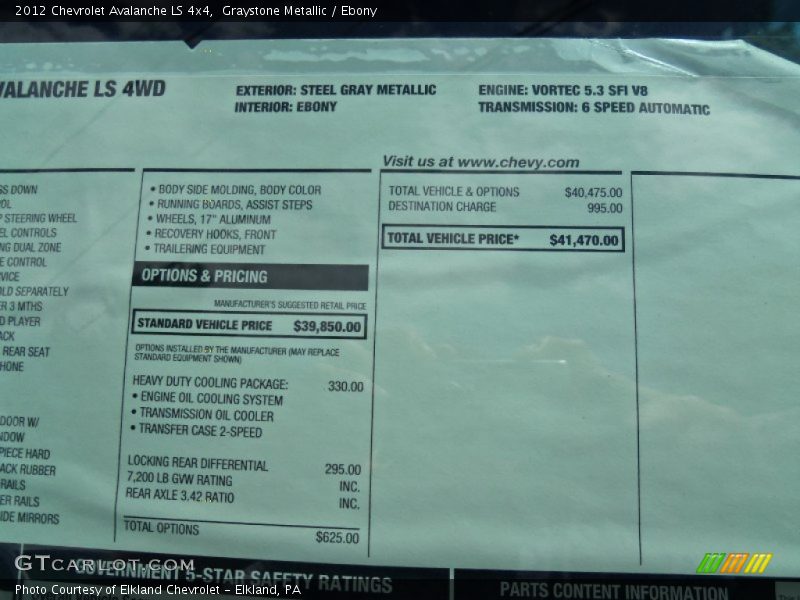 2012 Chevrolet Avalanche LS 4x4,  Graystone Metallic / Ebony
AVALANCHE LS 4WD
EXTERIOR: STEEL GRAY METALLIC
INTERIOR: EBONY
ENGINE: VORTEC 5.3 SFI V8
TRANSMISSION: 6 SPEED AUTOMATIC
SS DOWN
ROL
P STEERING WHEEL
EL CONTROLS
NG DUAL ZONE
E CONTROL
RVICE
OLD SEPARATELY
ER 3 MTHS
D PLAYER
ACK
REAR SEAT
HONE
DOOR W/
NDOW
PIECE HARD
ACK RUBBER
RAILS
ER RAILS
IDE MIRRORS
• BODY SIDE MOLDING, BODY COLOR
• RUNNING BOARDS, ASSIST STEPS
• WHEELS, 17" ALUMINUM
• RECOVERY HOOKS, FRONT
• TRAILERING EQUIPMENT
OPTIONS & PRICING
MANUFACTURER'S SUGGESTED RETAIL PRICE
STANDARD VEHICLE PRICE $39,850.00
OPTIONS INSTALLED BY THE MANUFACTURER (MAY REPLACE
STANDARD EQUIPMENT SHOWN)
HEAVY DUTY COOLING PACKAGE: 330.00
• ENGINE OIL COOLING SYSTEM
• TRANSMISSION OIL COOLER
• TRANSFER CASE 2-SPEED
LOCKING REAR DIFFERENTIAL 295.00
7,200 LB GVW RATING INC.
REAR AXLE 3.42 RATIO INC.
TOTAL OPTIONS $625.00
Visit us at www.chevy.com
TOTAL VEHICLE & OPTIONS $40,475.00
DESTINATION CHARGE 995.00
TOTAL VEHICLE PRICE* $41,470.00
GOVERNMENT 5-STAR SAFETY RATINGS
PARTS CONTENT INFORMATION
GTcarlot.com
Photo Courtesy of Elkland Chevrolet - Elkland, PA